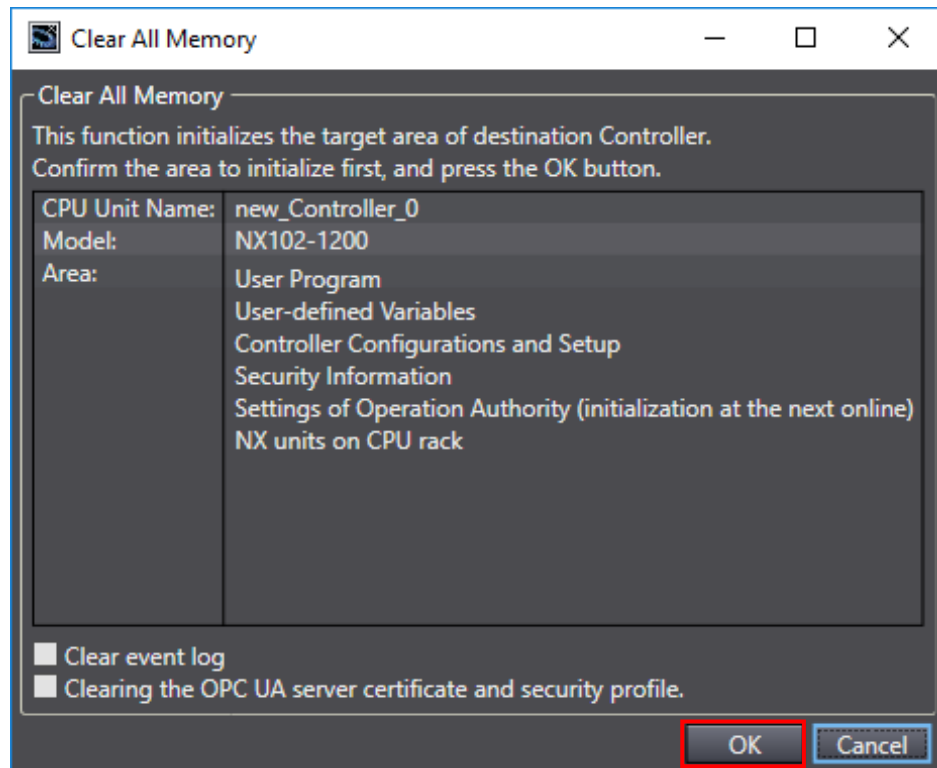 Clear All Memory
Clear All Memory
This function initializes the target area of destination Controller.
Confirm the area to initialize first, and press the OK button.
CPU Unit Name: new_Controller_0
Model: NX102-1200
Area: User Program
User-defined Variables
Controller Configurations and Setup
Security Information
Settings of Operation Authority (initialization at the next online)
NX units on CPU rack
Clear event log
Clearing the OPC UA server certificate and security profile.
OK Cancel